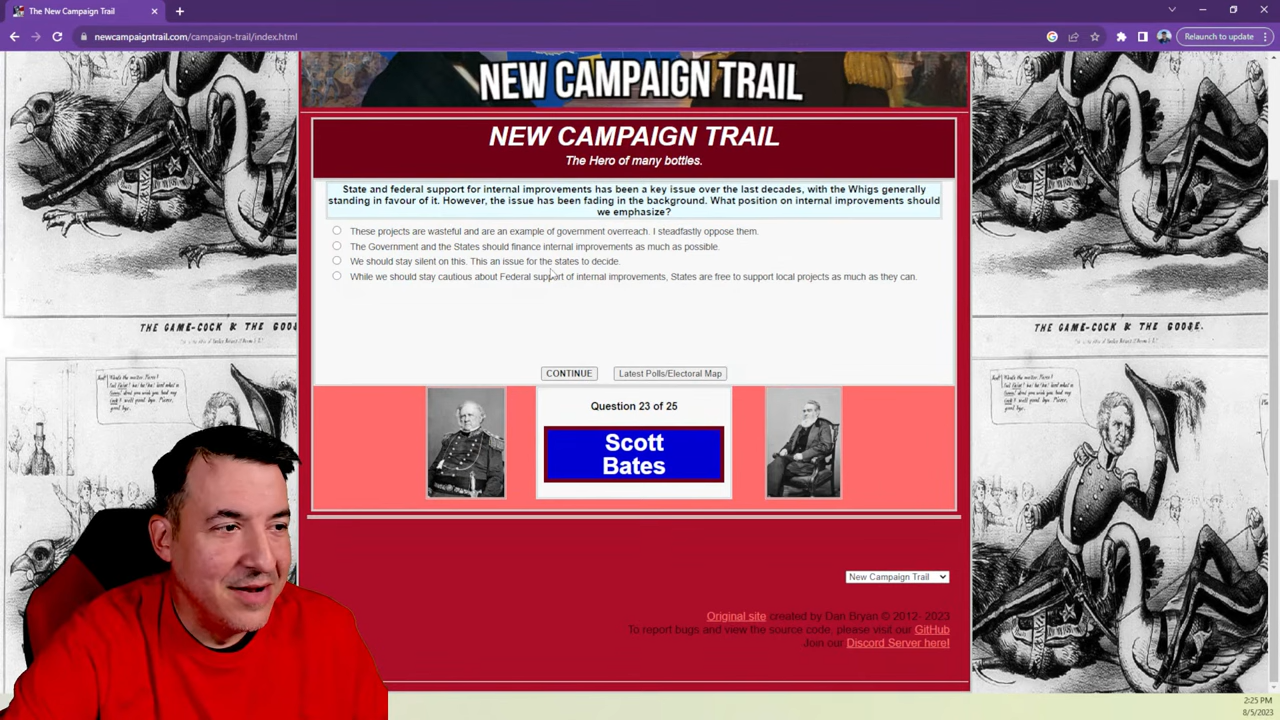 The New Campaign Trail
newcampaigntrail.com/campaign-trail/index.html
Relaunch to update
NEW CAMPAIGN TRAIL
NEW CAMPAIGN TRAIL
The Hero of many bottles.
State and federal support for internal improvements has been a key issue over the last decades, with the Whigs generally
standing in favour of it. However, the issue has been fading in the background. What position on internal improvements should
we emphasize?
These projects are wasteful and are an example of government overreach. I steadfastly oppose them.
The Government and the States should finance internal improvements as much as possible.
We should stay silent on this. This an issue for the states to decide.
While we should stay cautious about Federal support of internal improvements, States are free to support local projects as much as they can.
CONTINUE
Latest Polls/Electoral Map
Question 23 of 25
Scott
Bates
THE GAME-COCK & THE GOOSE.
THE GAME-COCK & THE GOOSE.
New Campaign Trail
Original site created by Dan Bryan © 2012- 2023
To report bugs and view the source code, please visit our GitHub
Join our Discord Server here!
2:25 PM
8/5/2023